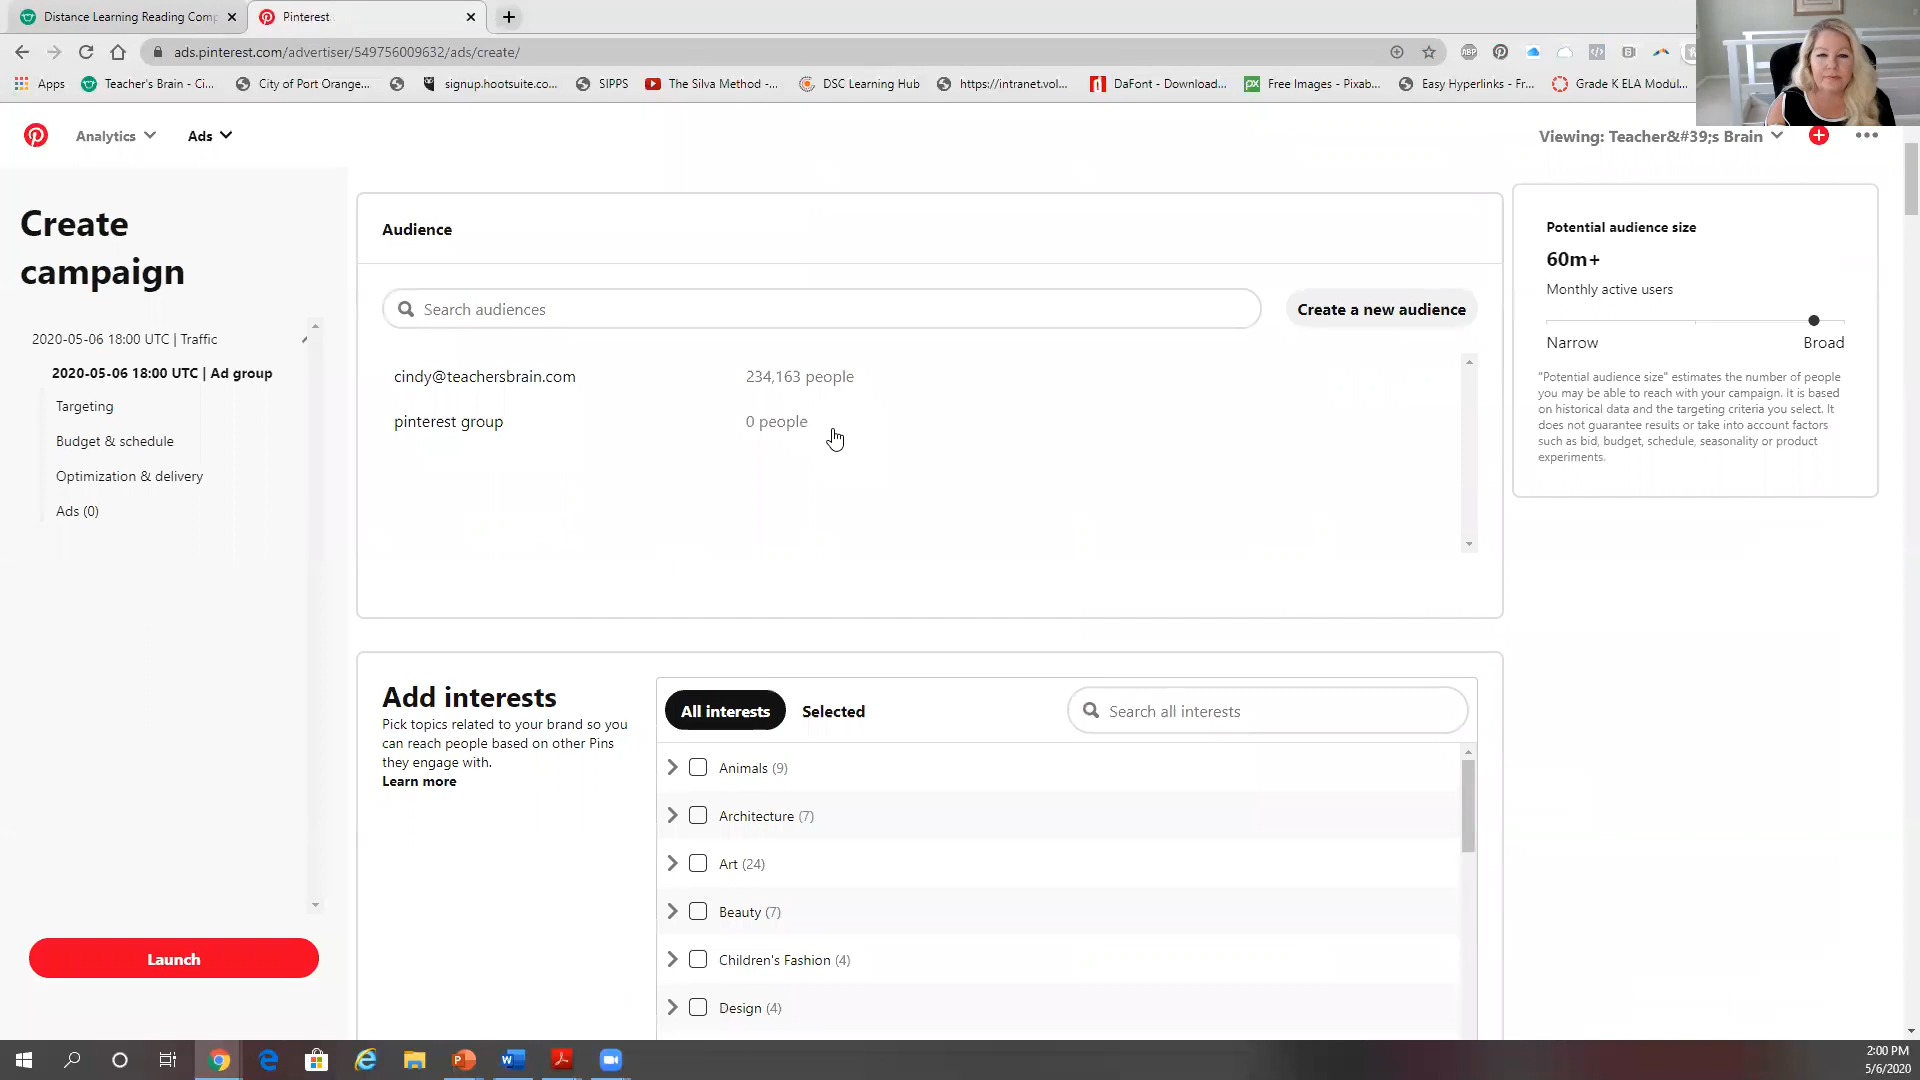 Distance Learning Reading Comp
Pinterest
ads.pinterest.com/advertiser/549756009632/ads/create/
ABP
Apps
Teacher's Brain - Ci...
City of Port Orange...
signup.hootsuite.co...
SIPPS
The Silva Method -...
DSC Learning Hub
https://intranet.vol...
DaFont - Download...
px
Free Images - Pixab...
Easy Hyperlinks - Fr...
Grade K ELA Modul...
Analytics
Ads
Viewing: Teacher&#39;s Brain
Create
campaign
2020-05-06 18:00 UTC | Traffic
2020-05-06 18:00 UTC | Ad group
Targeting
Budget & schedule
Optimization & delivery
Ads (0)
Launch
Audience
Search audiences
Create a new audience
cindy@teachersbrain.com 234,163 people
pinterest group 0 people
Potential audience size
60m+
Monthly active users
Narrow Broad
"Potential audience size" estimates the number of people
you may be able to reach with your campaign. It is based
on historical data and the targeting criteria you select. It
does not guarantee results or take into account factors
such as bid, budget, schedule, seasonality or product
experiments.
Add interests
Pick topics related to your brand so you
can reach people based on other Pins
they engage with.
Learn more
All interests Selected
Search all interests
Animals (9)
Architecture (7)
Art (24)
Beauty (7)
Children's Fashion (4)
Design (4)
2:00 PM
5/6/2020